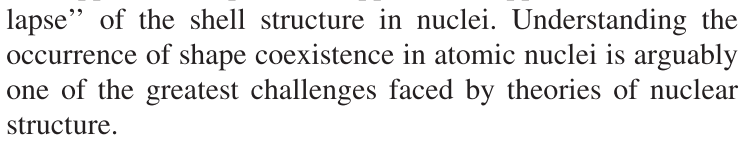 lapse’’ of the shell structure in nuclei. Understanding the
occurrence of shape coexistence in atomic nuclei is arguably
one of the greatest challenges faced by theories of nuclear
structure.